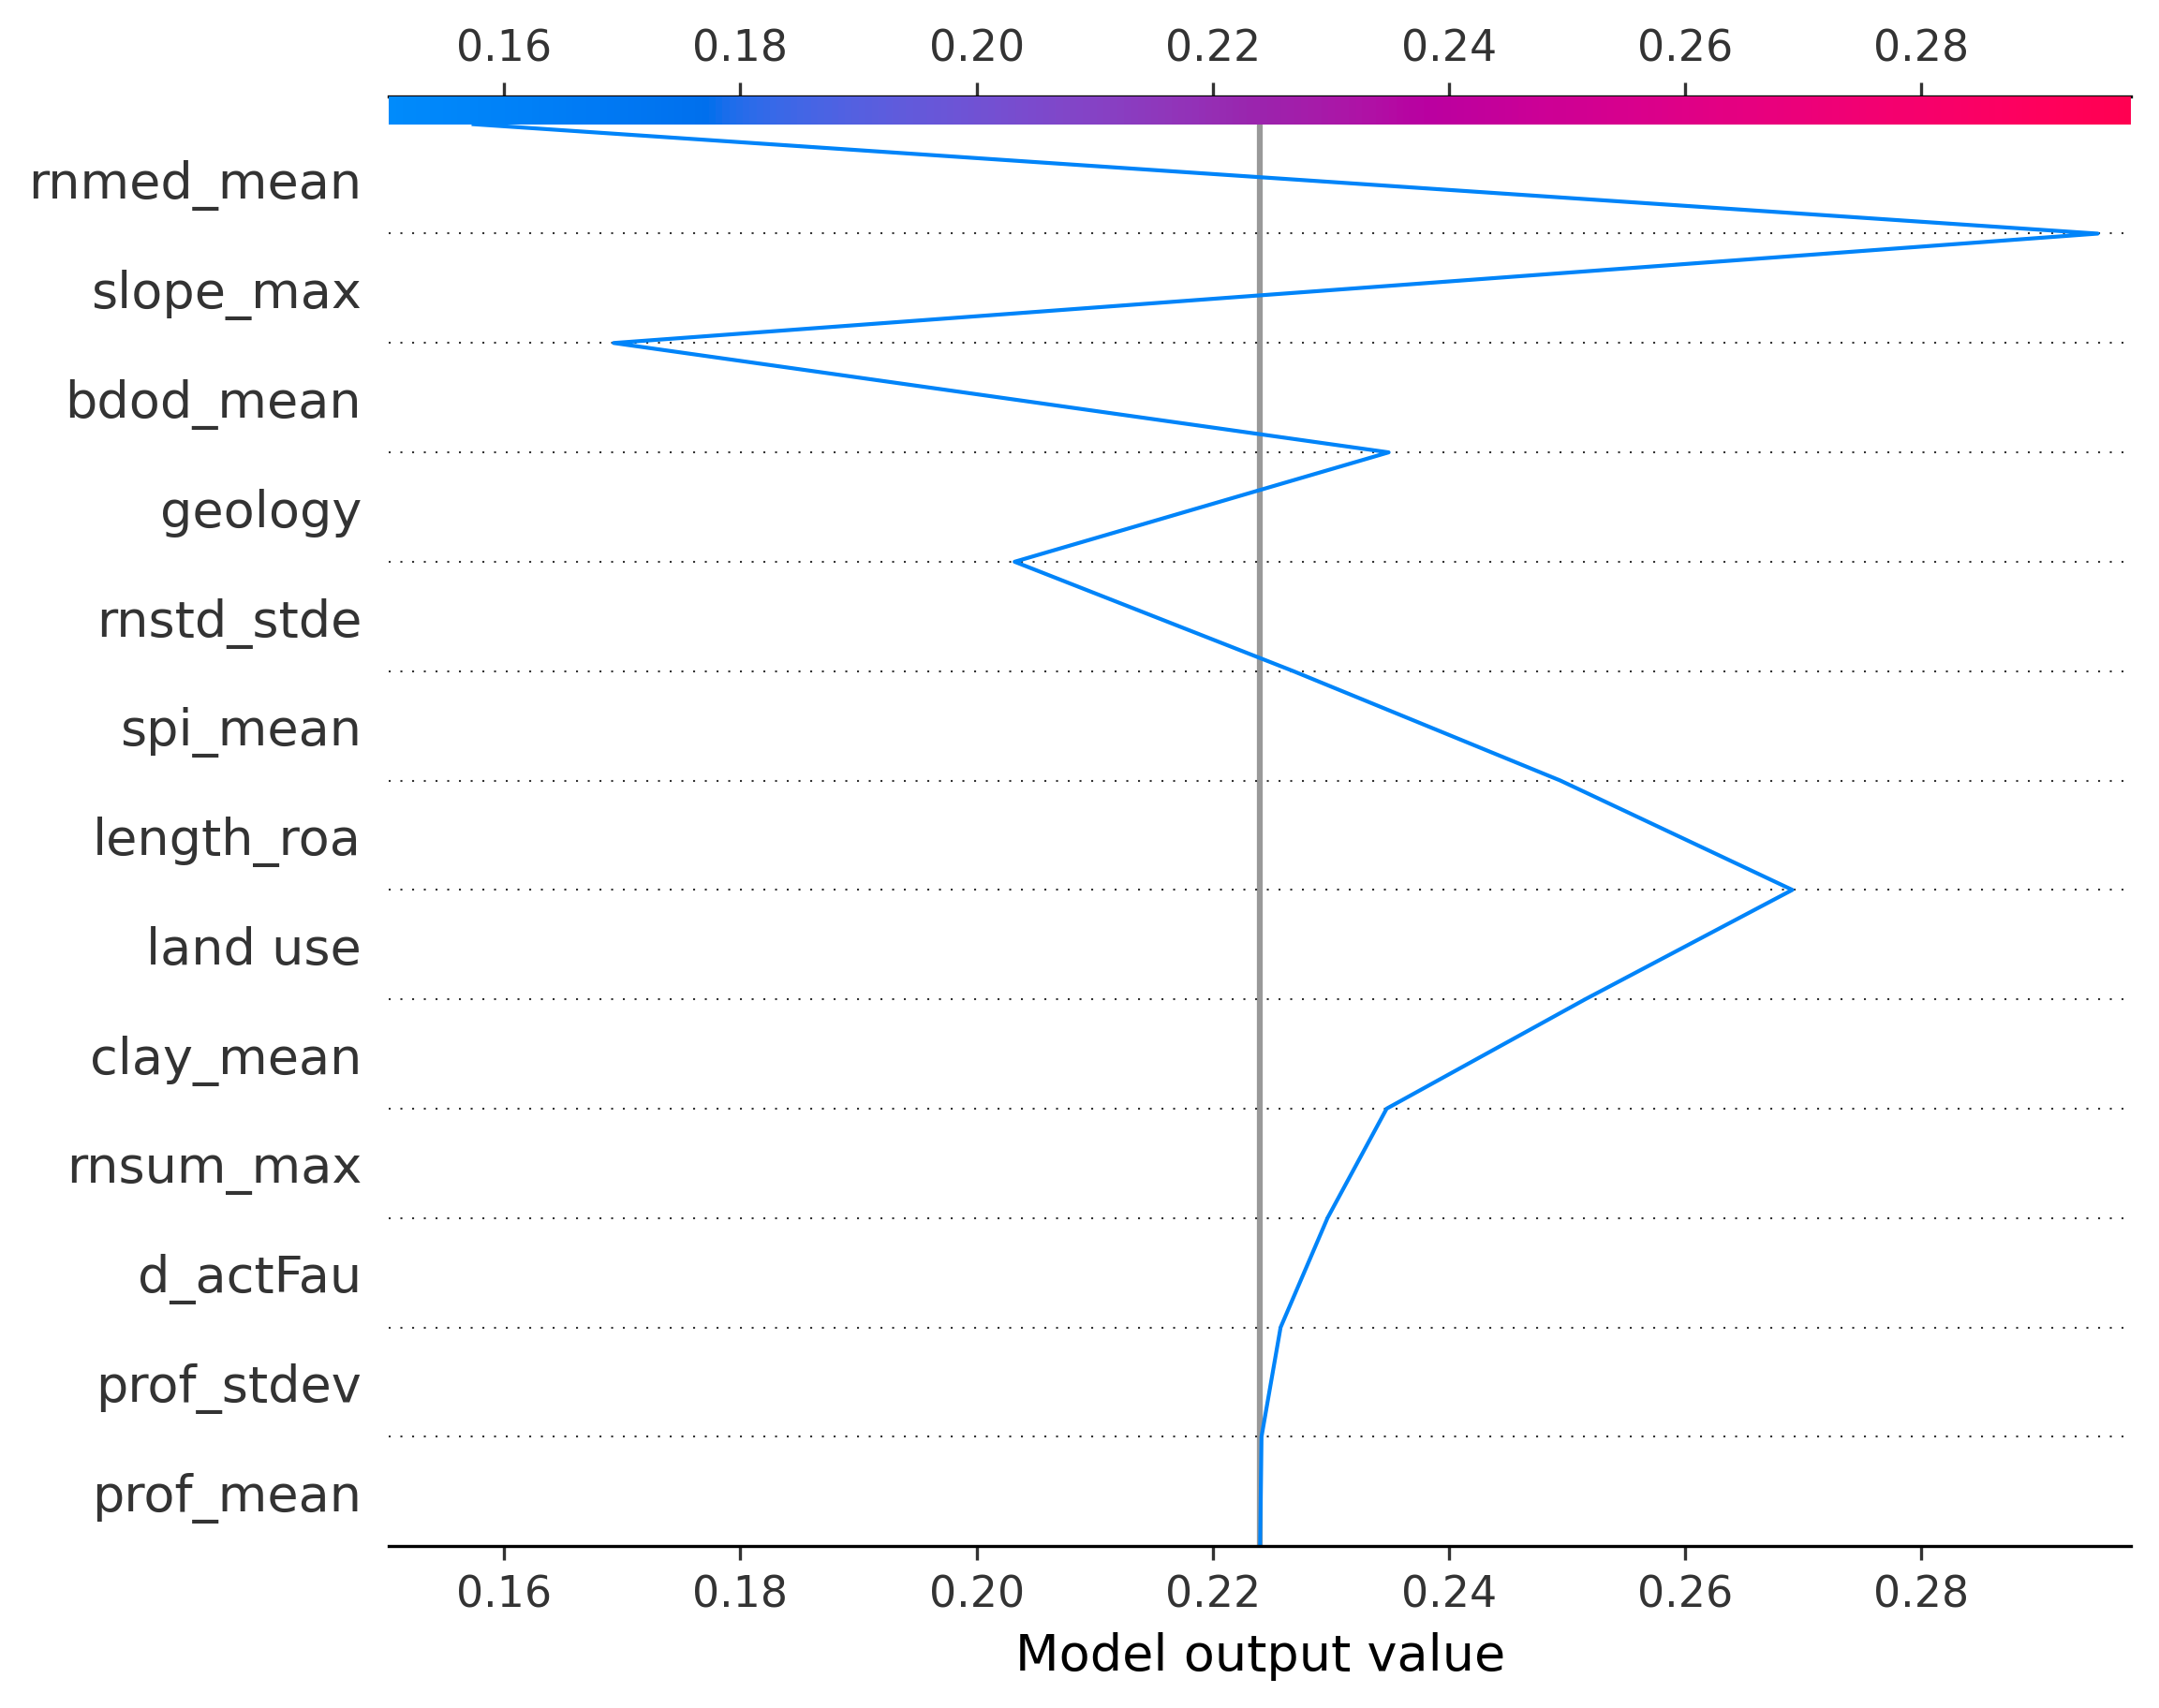 0.16 0.18 0.20 0.22 0.24 0.26 0.28
rnmed_mean
slope_max
bdod_mean
geology
rnstd_stde
spi_mean
length_roa
land use
clay_mean
rnsum_max
d_actFau
prof_stdev
prof_mean
0.16 0.18 0.20 0.22 0.24 0.26 0.28
Model output value